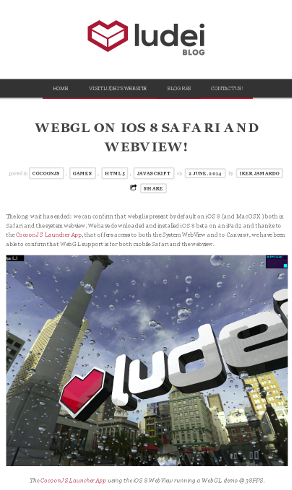 ludei
BLOG
HOME VISIT LUDEI'S WEBSITE BLOG RSS CONTACT US!
WEBGL ON IOS 8 SAFARI AND
WEBVIEW!
COCOONJS, GAMES, HTML5, JAVASCRIPT on 2 JUNE, 2014 by IKER JAMARDO
SHARE
The long wait has ended: we can confirm that webgl is present by default on iOS 8 (and MacOSX) both in
Safari and the system webview. We have downloaded and installed iOS 8 beta on an iPad 2 and thanks to
the CocoonJS Launcher App, that offers access to both the System WebView and to Canvas+, we have been
able to confirm that WebGL support is for both mobile Safari and the webview.
ludei
The CocoonJS Launcher App using the iOS 8 WebView running a WebGL demo @ 38FPS.